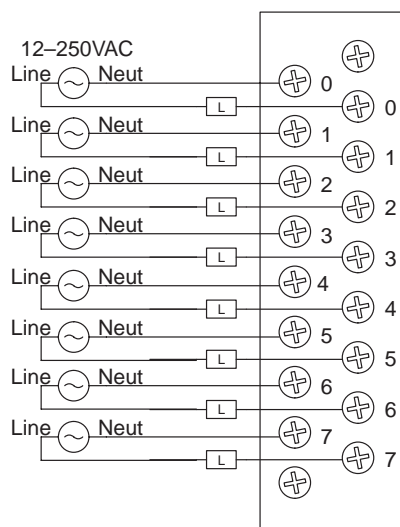 12–250VAC
Line Neut 0
L 0
Line Neut 1
L 1
Line Neut 2
L 2
Line Neut 3
L 3
Line Neut 4
L 4
Line Neut 5
L 5
Line Neut 6
L 6
Line Neut 7
L 7